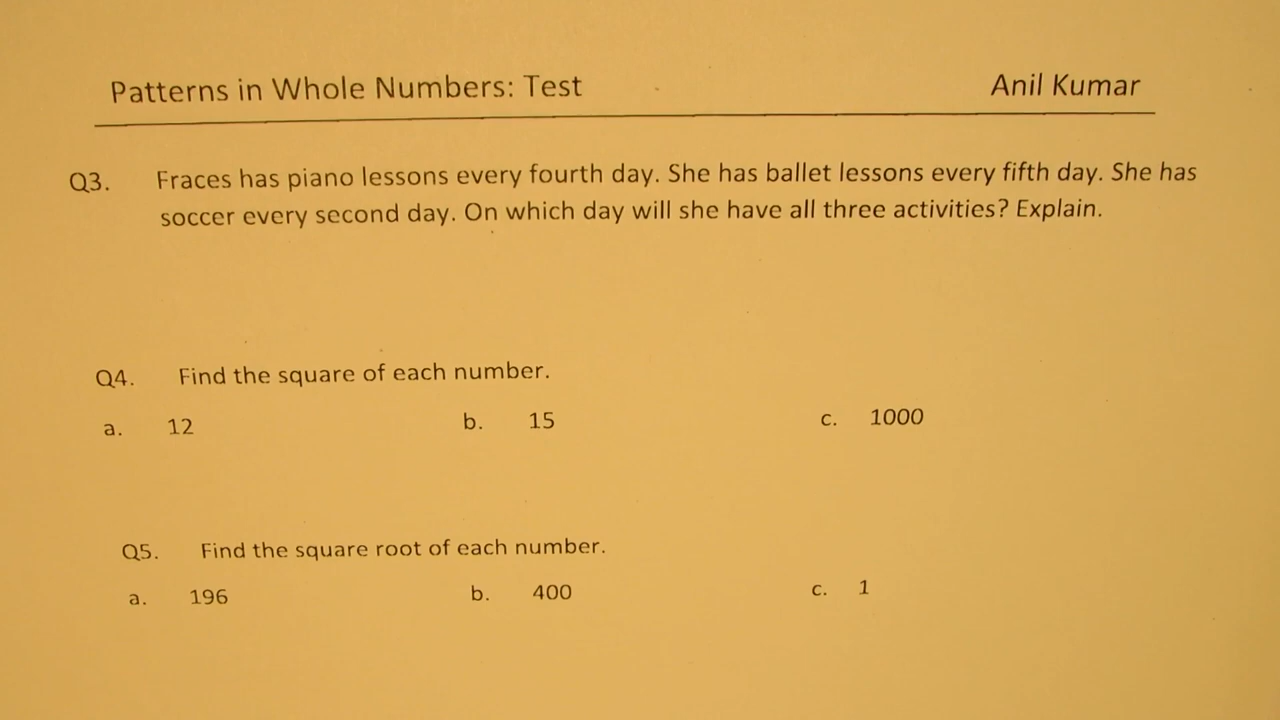 Patterns in Whole Numbers: Test Anil Kumar
Q3. Fraces has piano lessons every fourth day. She has ballet lessons every fifth day. She has
soccer every second day. On which day will she have all three activities? Explain.
Q4. Find the square of each number.
a. 12 b. 15 c. 1000
Q5. Find the square root of each number.
a. 196 b. 400 c. 1